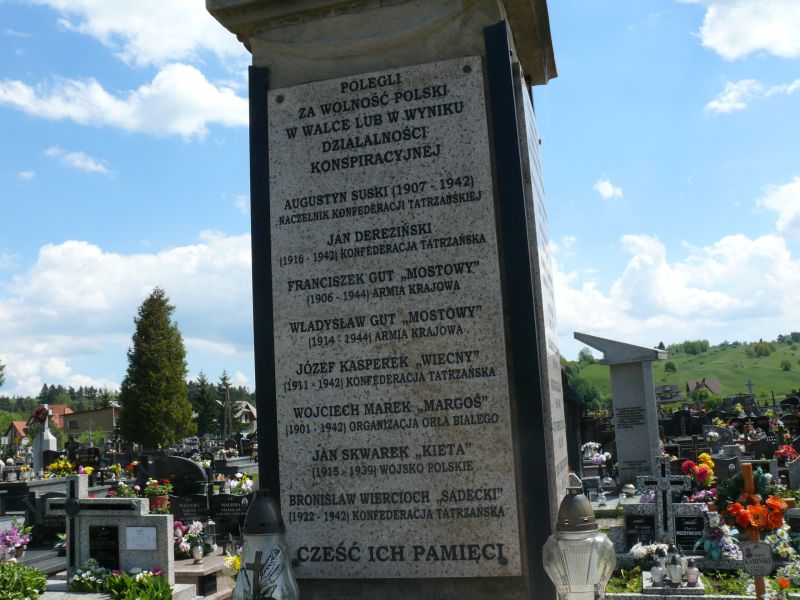 POLEGLI
ZA WOLNOŚĆ POLSKI
W WALCE LUB W WYNIKU
DZIAŁALNOŚCI
KONSPIRACYJNEJ
AUGUSTYN SUSKI (1907 - 1942)
NACZELNIK KONFEDERACJI TATRZAŃSKIEJ
JAN DEREZIŃSKI
(1916 - 1942) KONFEDERACJA TATRZAŃSKA
FRANCISZEK GUT „MOSTOWY”
(1906 - 1944) ARMIA KRAJOWA
WŁADYSŁAW GUT „MOSTOWY”
(1914 - 1944) ARMIA KRAJOWA
JÓZEF KASPEREK „WIECNY”
(1911 - 1942) KONFEDERACJA TATRZAŃSKA
WOJCIECH MAREK „MARGOŚ”
(1901 - 1942) ORGANIZACJA ORŁA BIAŁEGO
JAN SKWAREK „KIETA”
(1915 - 1939) WOJSKO POLSKIE
BRONISŁAW WIERCIOCH „SĄDECKI”
(1922 - 1942) KONFEDERACJA TATRZAŃSKA
CZEŚĆ ICH PAMIĘCI